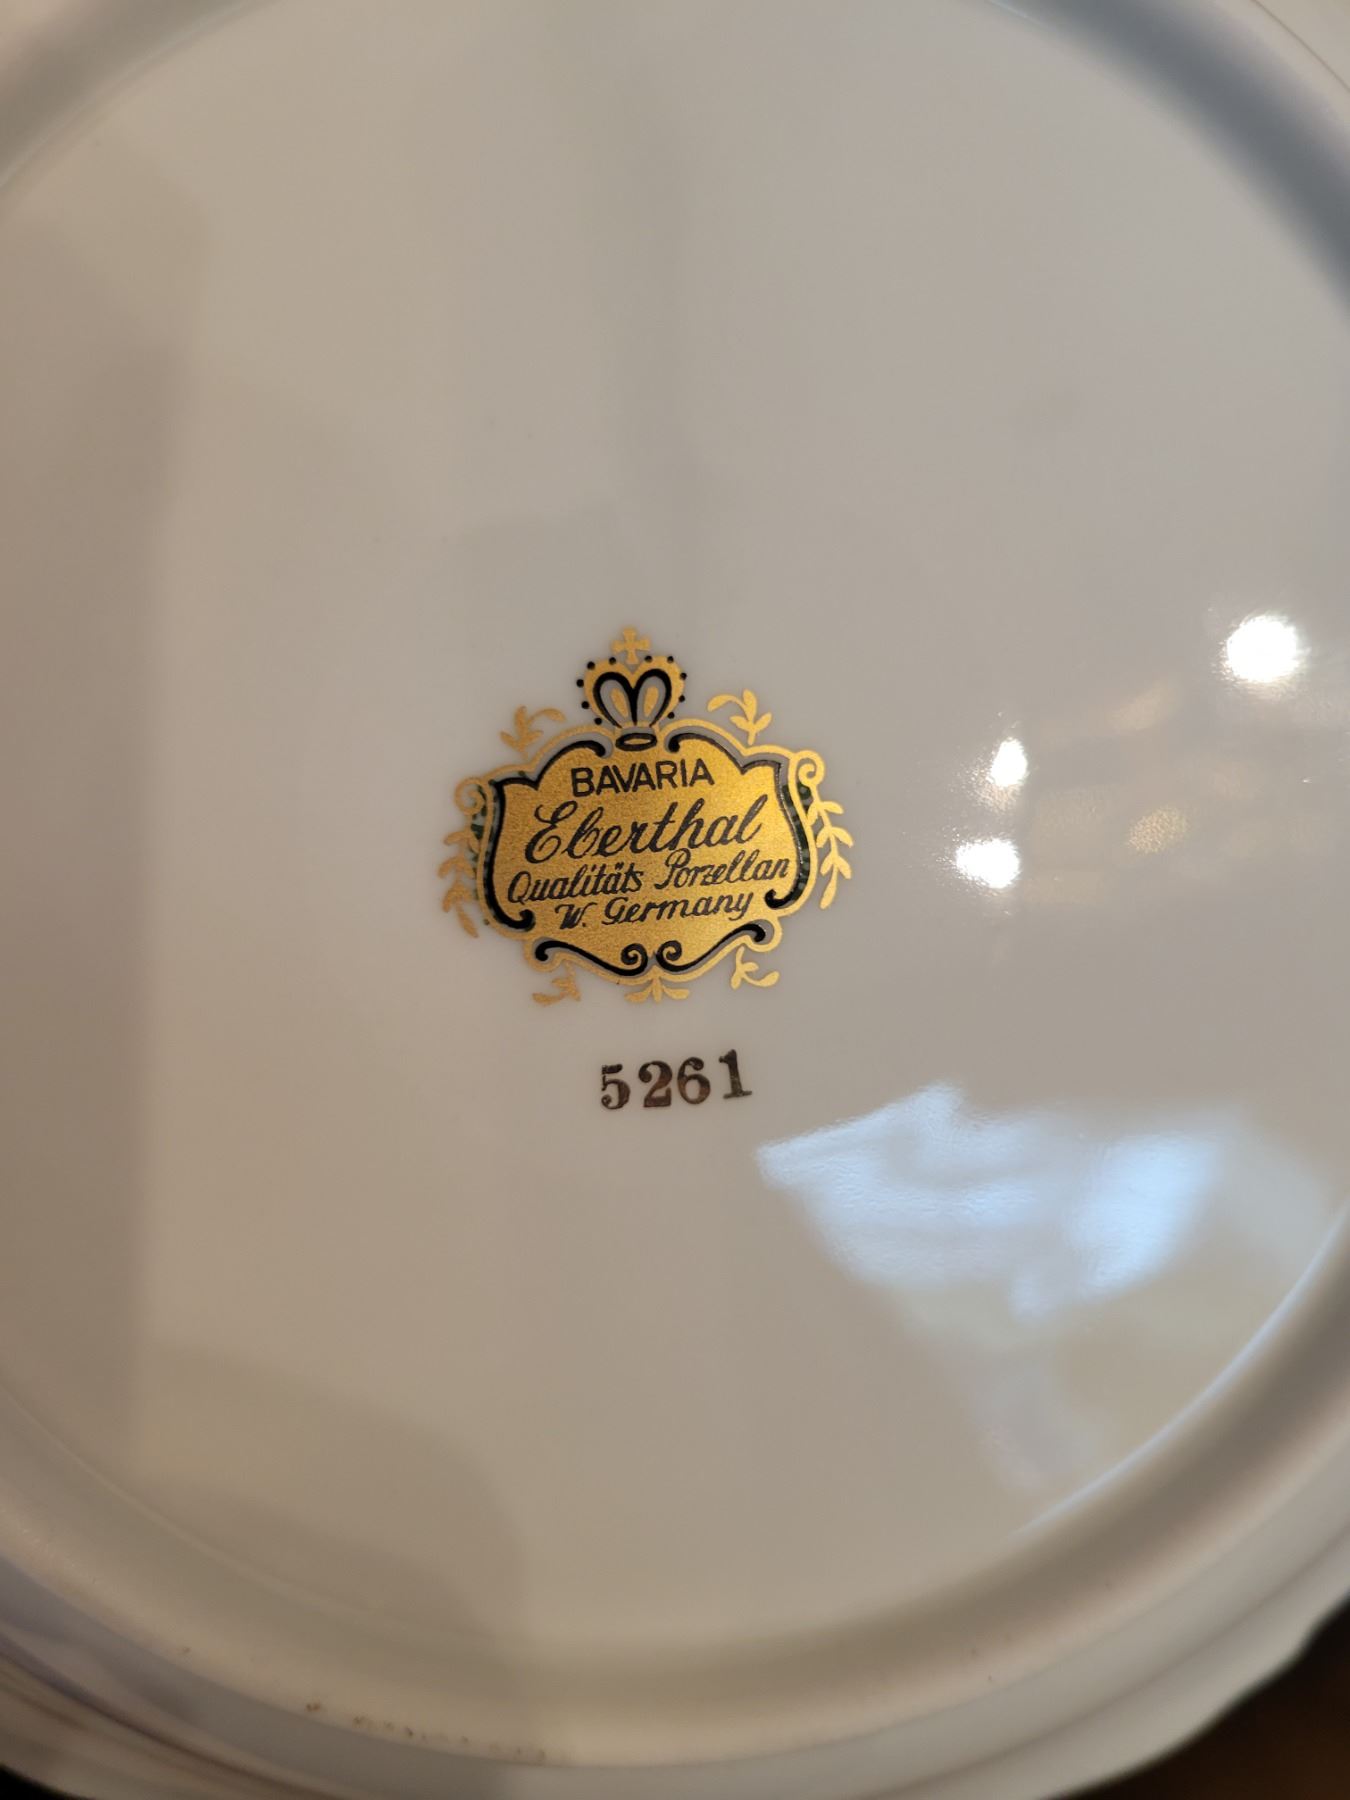 BAVARIA
Eberthal
Qualitäts Porzellan
W. Germany
5261